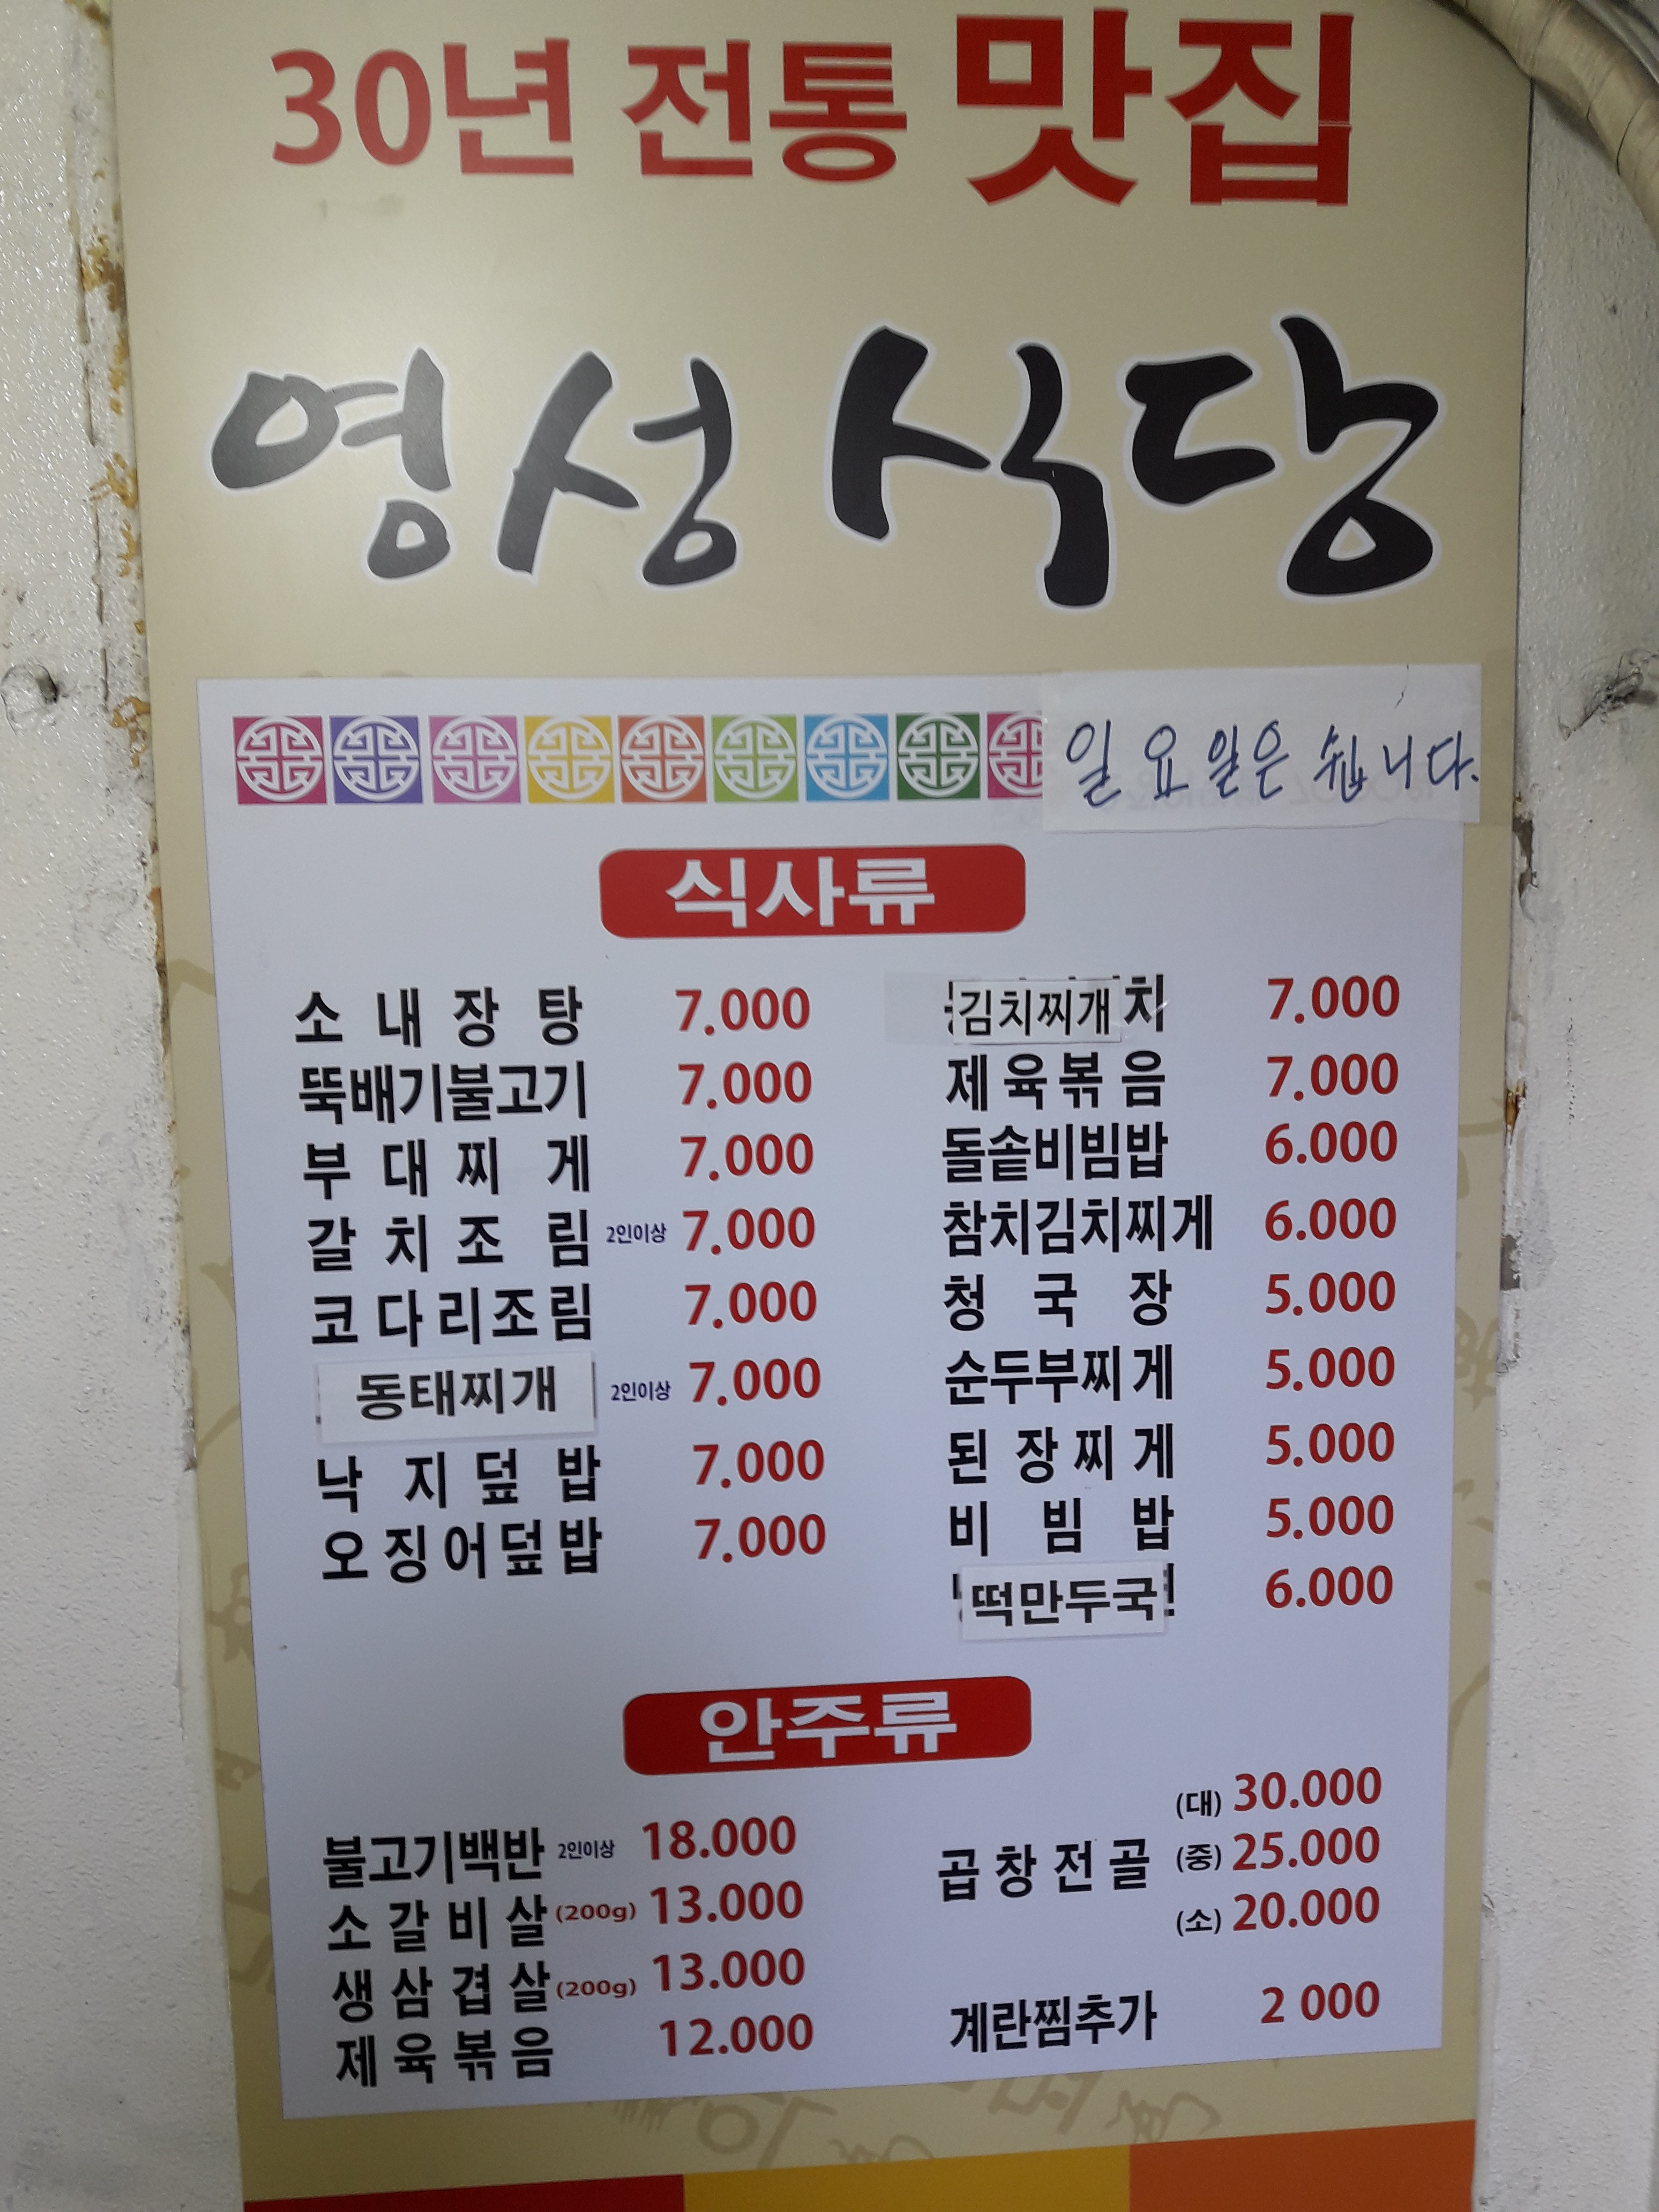 30년 전통 맛집
영성 식당
일요일은 쉽니다.
식사류
소내장탕 7.000
뚝배기불고기 7.000
부대찌게 7.000
갈치조림 2인이상 7.000
코다리조림 7.000
동태찌개 2인이상 7.000
낙지덮밥 7.000
오징어덮밥 7.000
김치찌개 치 7.000
제육볶음 7.000
돌솥비빔밥 6.000
참치김치찌게 6.000
청국장 5.000
순두부찌게 5.000
된장찌게 5.000
비빔밥 5.000
떡만두국 6.000
안주류
불고기백반 2인이상 18.000
소갈비살 (200g) 13.000
생삼겹살 (200g) 13.000
제육볶음 12.000
곱창전골 (대) 30.000
(중) 25.000
(소) 20.000
계란찜추가 2 000